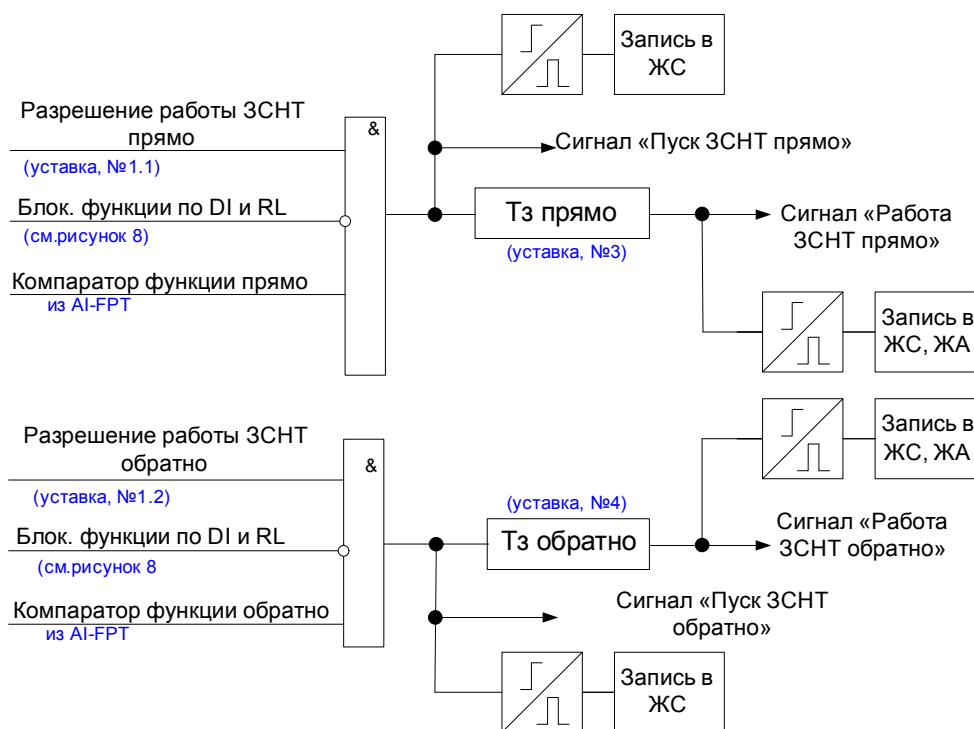 Запись в
ЖС
Разрешение работы ЗСНТ
прямо
(уставка, №1.1)
&
Сигнал «Пуск ЗСНТ прямо»
Блок. функции по DI и RL
(см.рисунок 8)
Тз прямо
(уставка, №3)
Сигнал «Работа
ЗСНТ прямо»
Компаратор функции прямо
из AI-FPT
Запись в
ЖС, ЖА
Разрешение работы ЗСНТ
обратно
(уставка, №1.2)
&
Запись в
ЖС, ЖА
(уставка, №4)
Тз обратно
Сигнал «Работа
ЗСНТ обратно»
Блок. функции по DI и RL
(см.рисунок 8
Компаратор функции обратно
из AI-FPT
Сигнал «Пуск ЗСНТ
обратно»
Запись в
ЖС